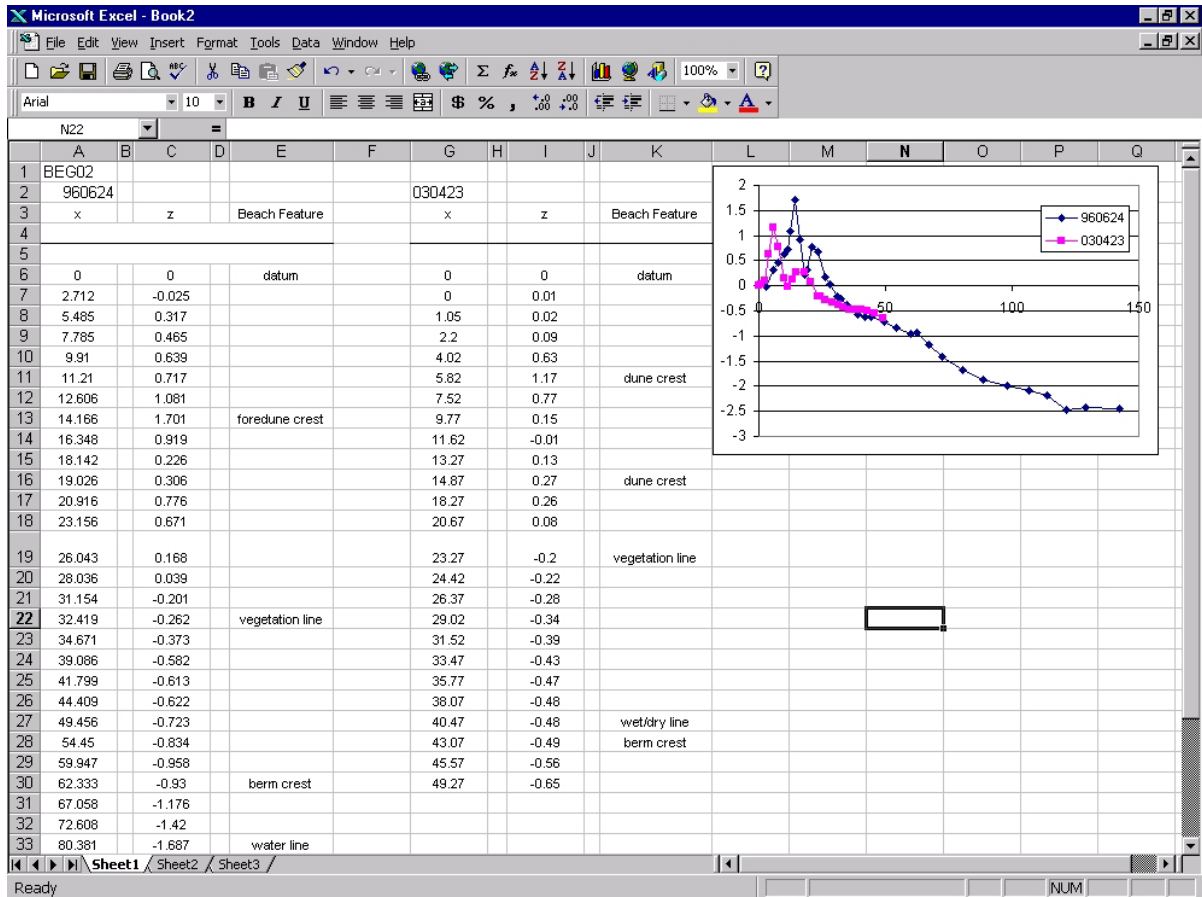 Microsoft Excel - Book2
File Edit View Insert Format Tools Data Window Help
100%
Arial 10 B I U $ % ,
N22 =
A B C D E F G H I J K L M N O P Q
1 BEG02
2 960624 030423
3 x z Beach Feature x z Beach Feature
4
5
6 0 0 datum 0 0 datum
7 2.712 -0.025 0 0.01
8 5.485 0.317 1.05 0.02
9 7.785 0.465 2.2 0.09
10 9.91 0.639 4.02 0.63
11 11.21 0.717 5.82 1.17 dune crest
12 12.606 1.081 7.52 0.77
13 14.166 1.701 foredune crest 9.77 0.15
14 16.348 0.919 11.62 -0.01
15 18.142 0.226 13.27 0.13
16 19.026 0.306 14.87 0.27 dune crest
17 20.916 0.776 18.27 0.26
18 23.156 0.671 20.67 0.08
19 26.043 0.168 23.27 -0.2 vegetation line
20 28.036 0.039 24.42 -0.22
21 31.154 -0.201 26.37 -0.28
22 32.419 -0.262 vegetation line 29.02 -0.34
23 34.671 -0.373 31.52 -0.39
24 39.086 -0.582 33.47 -0.43
25 41.799 -0.613 35.77 -0.47
26 44.409 -0.622 38.07 -0.48
27 49.456 -0.723 40.47 -0.48 wet/dry line
28 54.45 -0.834 43.07 -0.49 berm crest
29 59.947 -0.958 45.57 -0.56
30 62.333 -0.93 berm crest 49.27 -0.65
31 67.058 -1.176
32 72.608 -1.42
33 80.381 -1.687 water line
2
1.5
1
0.5
0
-0.5
-1
-1.5
-2
-2.5
-3
0 50 100 150
960624
030423
Sheet1 Sheet2 Sheet3
Ready NUM